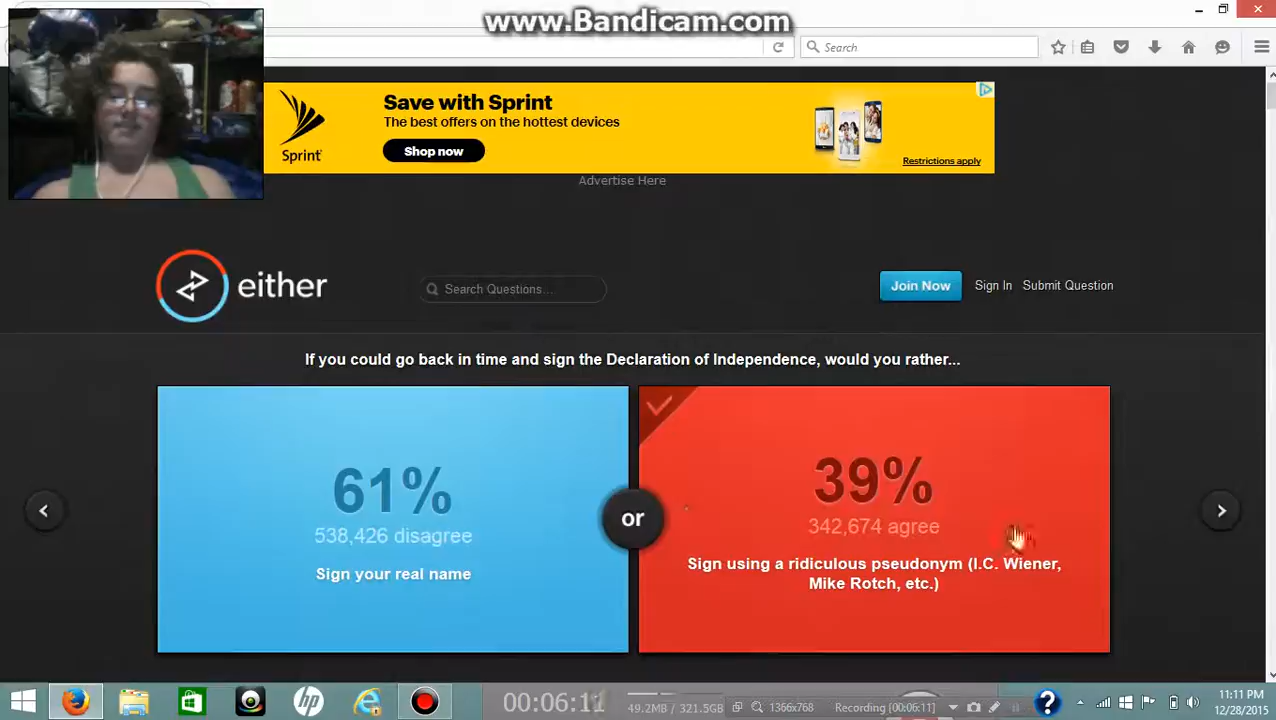 www.Bandicam.com
Search
Save with Sprint
The best offers on the hottest devices
Shop now
Sprint
Restrictions apply
Advertise Here
either
Search Questions...
Join Now
Sign In
Submit Question
If you could go back in time and sign the Declaration of Independence, would you rather...
61%
538,426 disagree
Sign your real name
or
39%
342,674 agree
Sign using a ridiculous pseudonym (I.C. Wiener,
Mike Rotch, etc.)
hp
00:06:11
49.2MB / 321.5GB
1366x768
Recording [00:06:11]
11:11 PM
12/28/2015